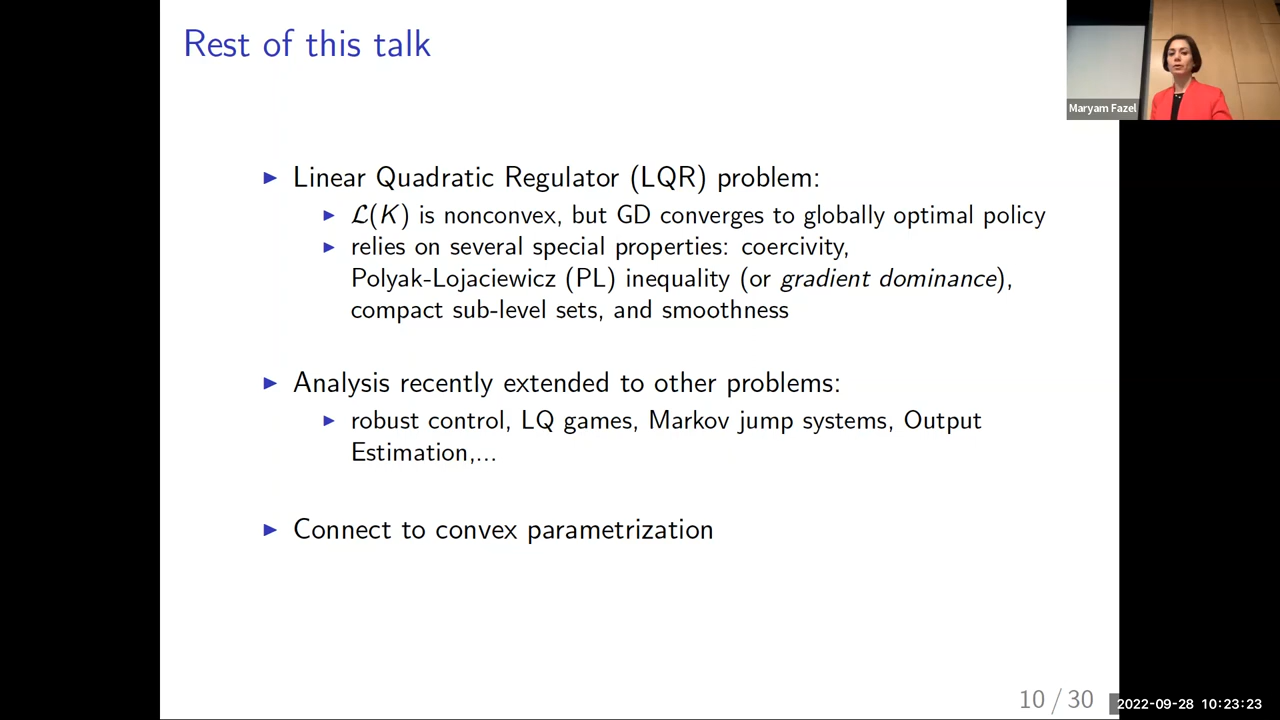 Rest of this talk
Maryam Fazel
▶ Linear Quadratic Regulator (LQR) problem:
▶ ℒ(K) is nonconvex, but GD converges to globally optimal policy
▶ relies on several special properties: coercivity,
Polyak-Lojaciewicz (PL) inequality (or gradient dominance),
compact sub-level sets, and smoothness
▶ Analysis recently extended to other problems:
▶ robust control, LQ games, Markov jump systems, Output
Estimation,...
▶ Connect to convex parametrization
10 / 30
2022-09-28 10:23:23